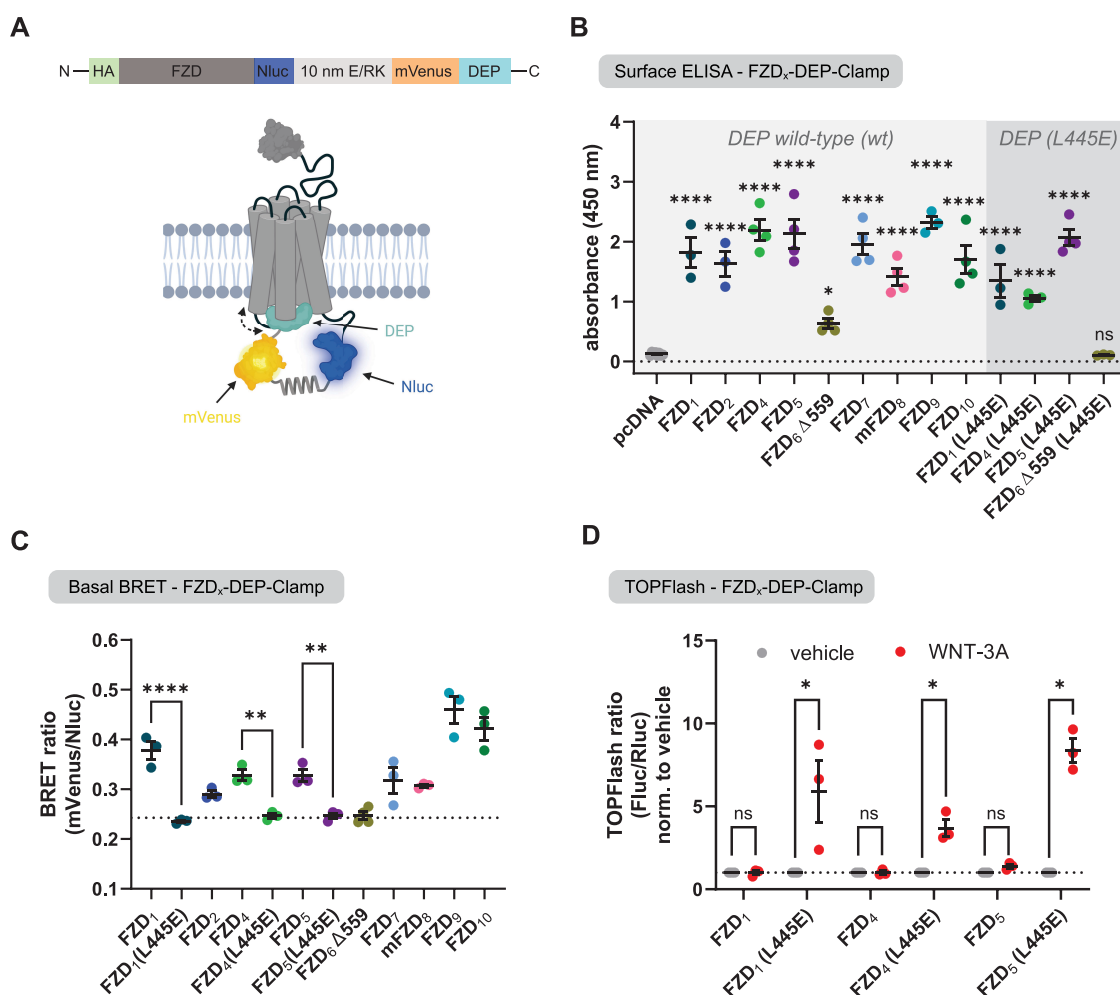 A
N
HA
FZD
Nluc
10 nm E/RK
mVenus
DEP
C
DEP
mVenus
Nluc
B
Surface ELISA - FZDₓ-DEP-Clamp
DEP wild-type (wt)
DEP (L445E)
absorbance (450 nm)
4
3
2
1
0
****
****
****
****
*
****
****
****
****
****
****
****
ns
pcDNA
FZD₁
FZD₂
FZD₄
FZD₅
FZD₆ Δ559
FZD₇
mFZD₈
FZD₉
FZD₁₀
FZD₁ (L445E)
FZD₄ (L445E)
FZD₅ (L445E)
FZD₆ Δ559 (L445E)
C
Basal BRET - FZDₓ-DEP-Clamp
BRET ratio
(mVenus/Nluc)
0.6
0.5
0.4
0.3
0.2
0.1
****
**
**
FZD₁
FZD₁(L445E)
FZD₂
FZD₄
FZD₄(L445E)
FZD₅
FZD₅(L445E)
FZD₆ Δ559
FZD₇
mFZD₈
FZD₉
FZD₁₀
D
TOPFlash - FZDₓ-DEP-Clamp
vehicle
WNT-3A
TOPFlash ratio
(Fluc/Rluc)
norm. to vehicle
15
10
5
0
ns
*
ns
*
ns
*
FZD₁
FZD₁ (L445E)
FZD₄
FZD₄ (L445E)
FZD₅
FZD₅ (L445E)